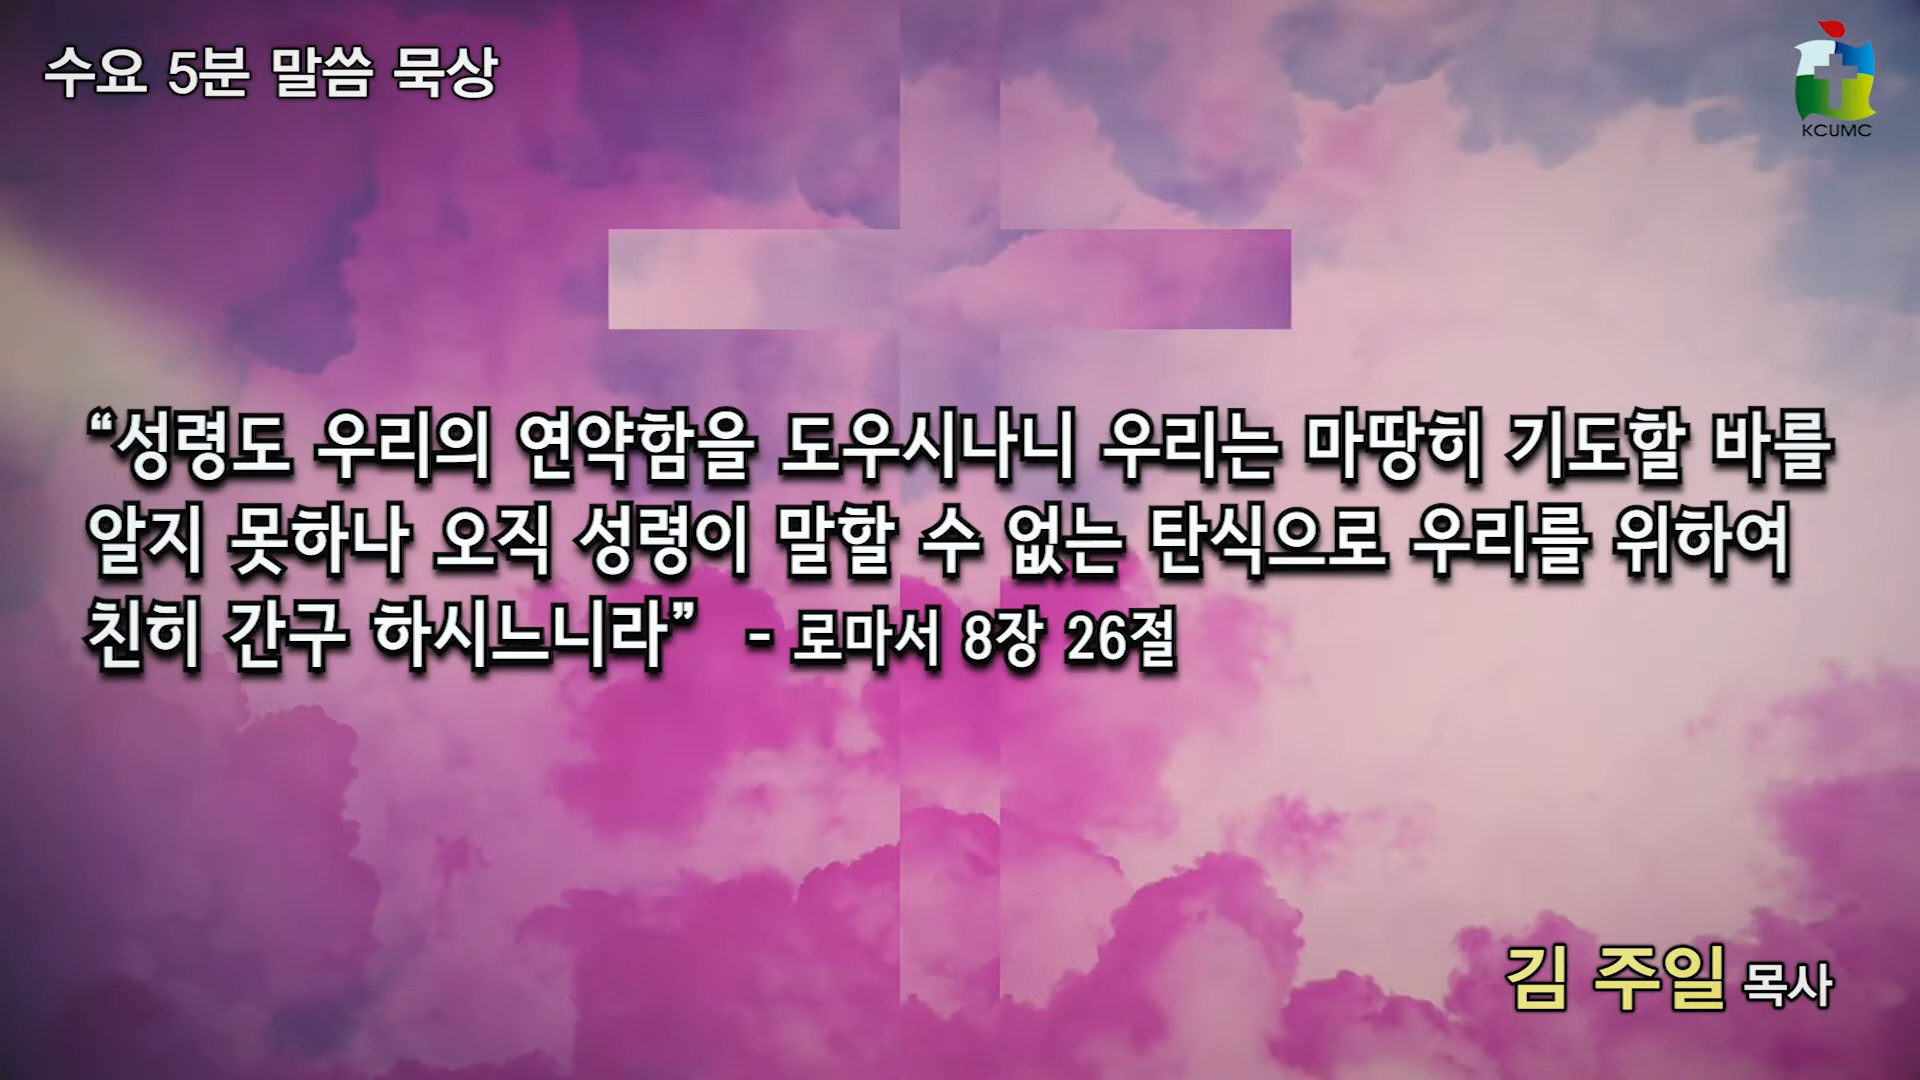 수요 5분 말씀 묵상
KCUMC
“성령도 우리의 연약함을 도우시나니 우리는 마땅히 기도할 바를
알지 못하나 오직 성령이 말할 수 없는 탄식으로 우리를 위하여
친히 간구 하시느니라” - 로마서 8장 26절
김 주일 목사